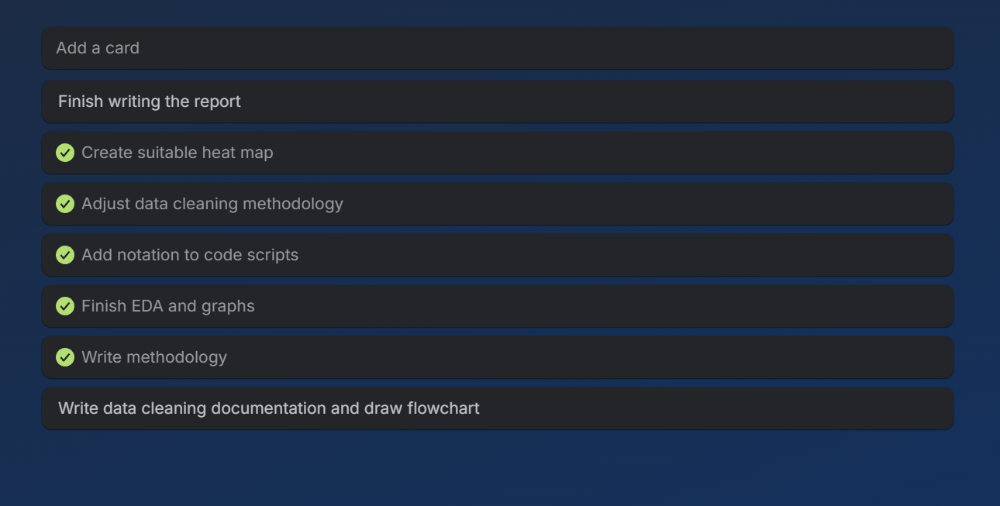 Add a card
Finish writing the report
Create suitable heat map
Adjust data cleaning methodology
Add notation to code scripts
Finish EDA and graphs
Write methodology
Write data cleaning documentation and draw flowchart